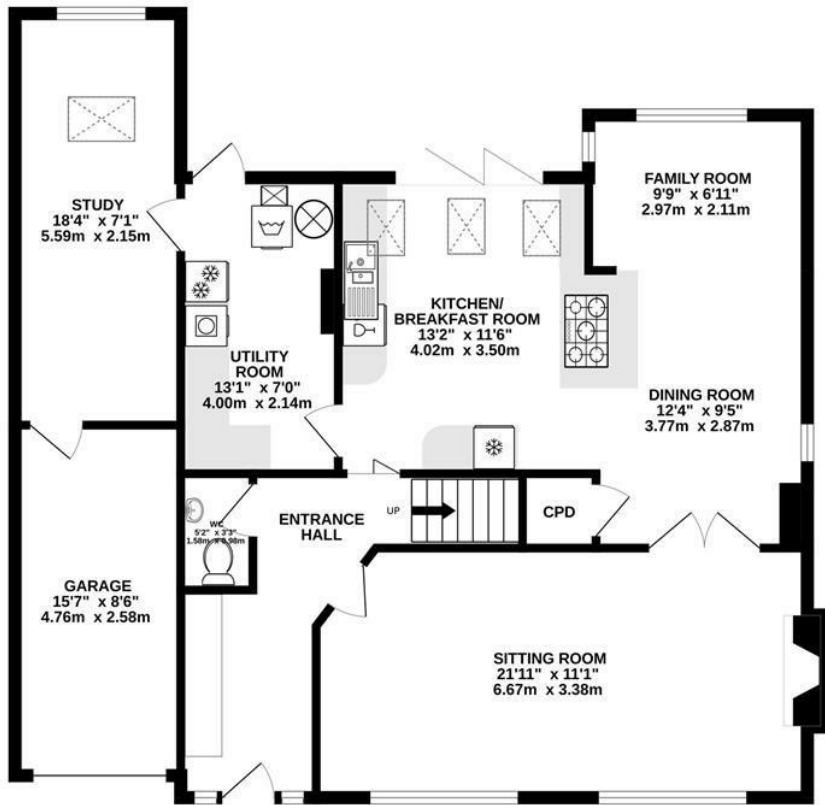 STUDY
18'4" x 7'1"
5.59m x 2.15m
FAMILY ROOM
9'9" x 6'11"
2.97m x 2.11m
KITCHEN/
BREAKFAST ROOM
13'2" x 11'6"
4.02m x 3.50m
UTILITY
ROOM
13'1" x 7'0"
4.00m x 2.14m
DINING ROOM
12'4" x 9'5"
3.77m x 2.87m
WC
5'2" x 3'3"
1.58m x 0.98m
ENTRANCE
HALL
UP
CPD
GARAGE
15'7" x 8'6"
4.76m x 2.58m
SITTING ROOM
21'11" x 11'1"
6.67m x 3.38m